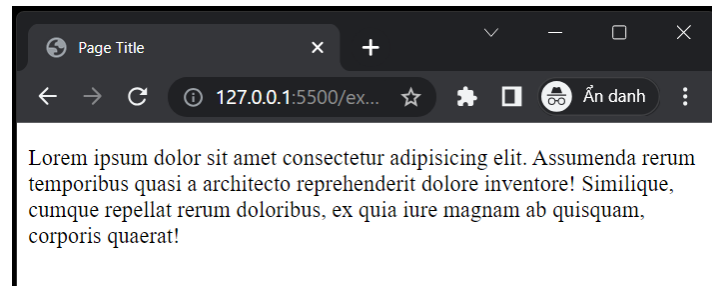 Page Title
127.0.0.1:5500/ex...
Ẩn danh
Lorem ipsum dolor sit amet consectetur adipisicing elit. Assumenda rerum
temporibus quasi a architecto reprehenderit dolore inventore! Similique,
cumque repellat rerum doloribus, ex quia iure magnam ab quisquam,
corporis quaerat!